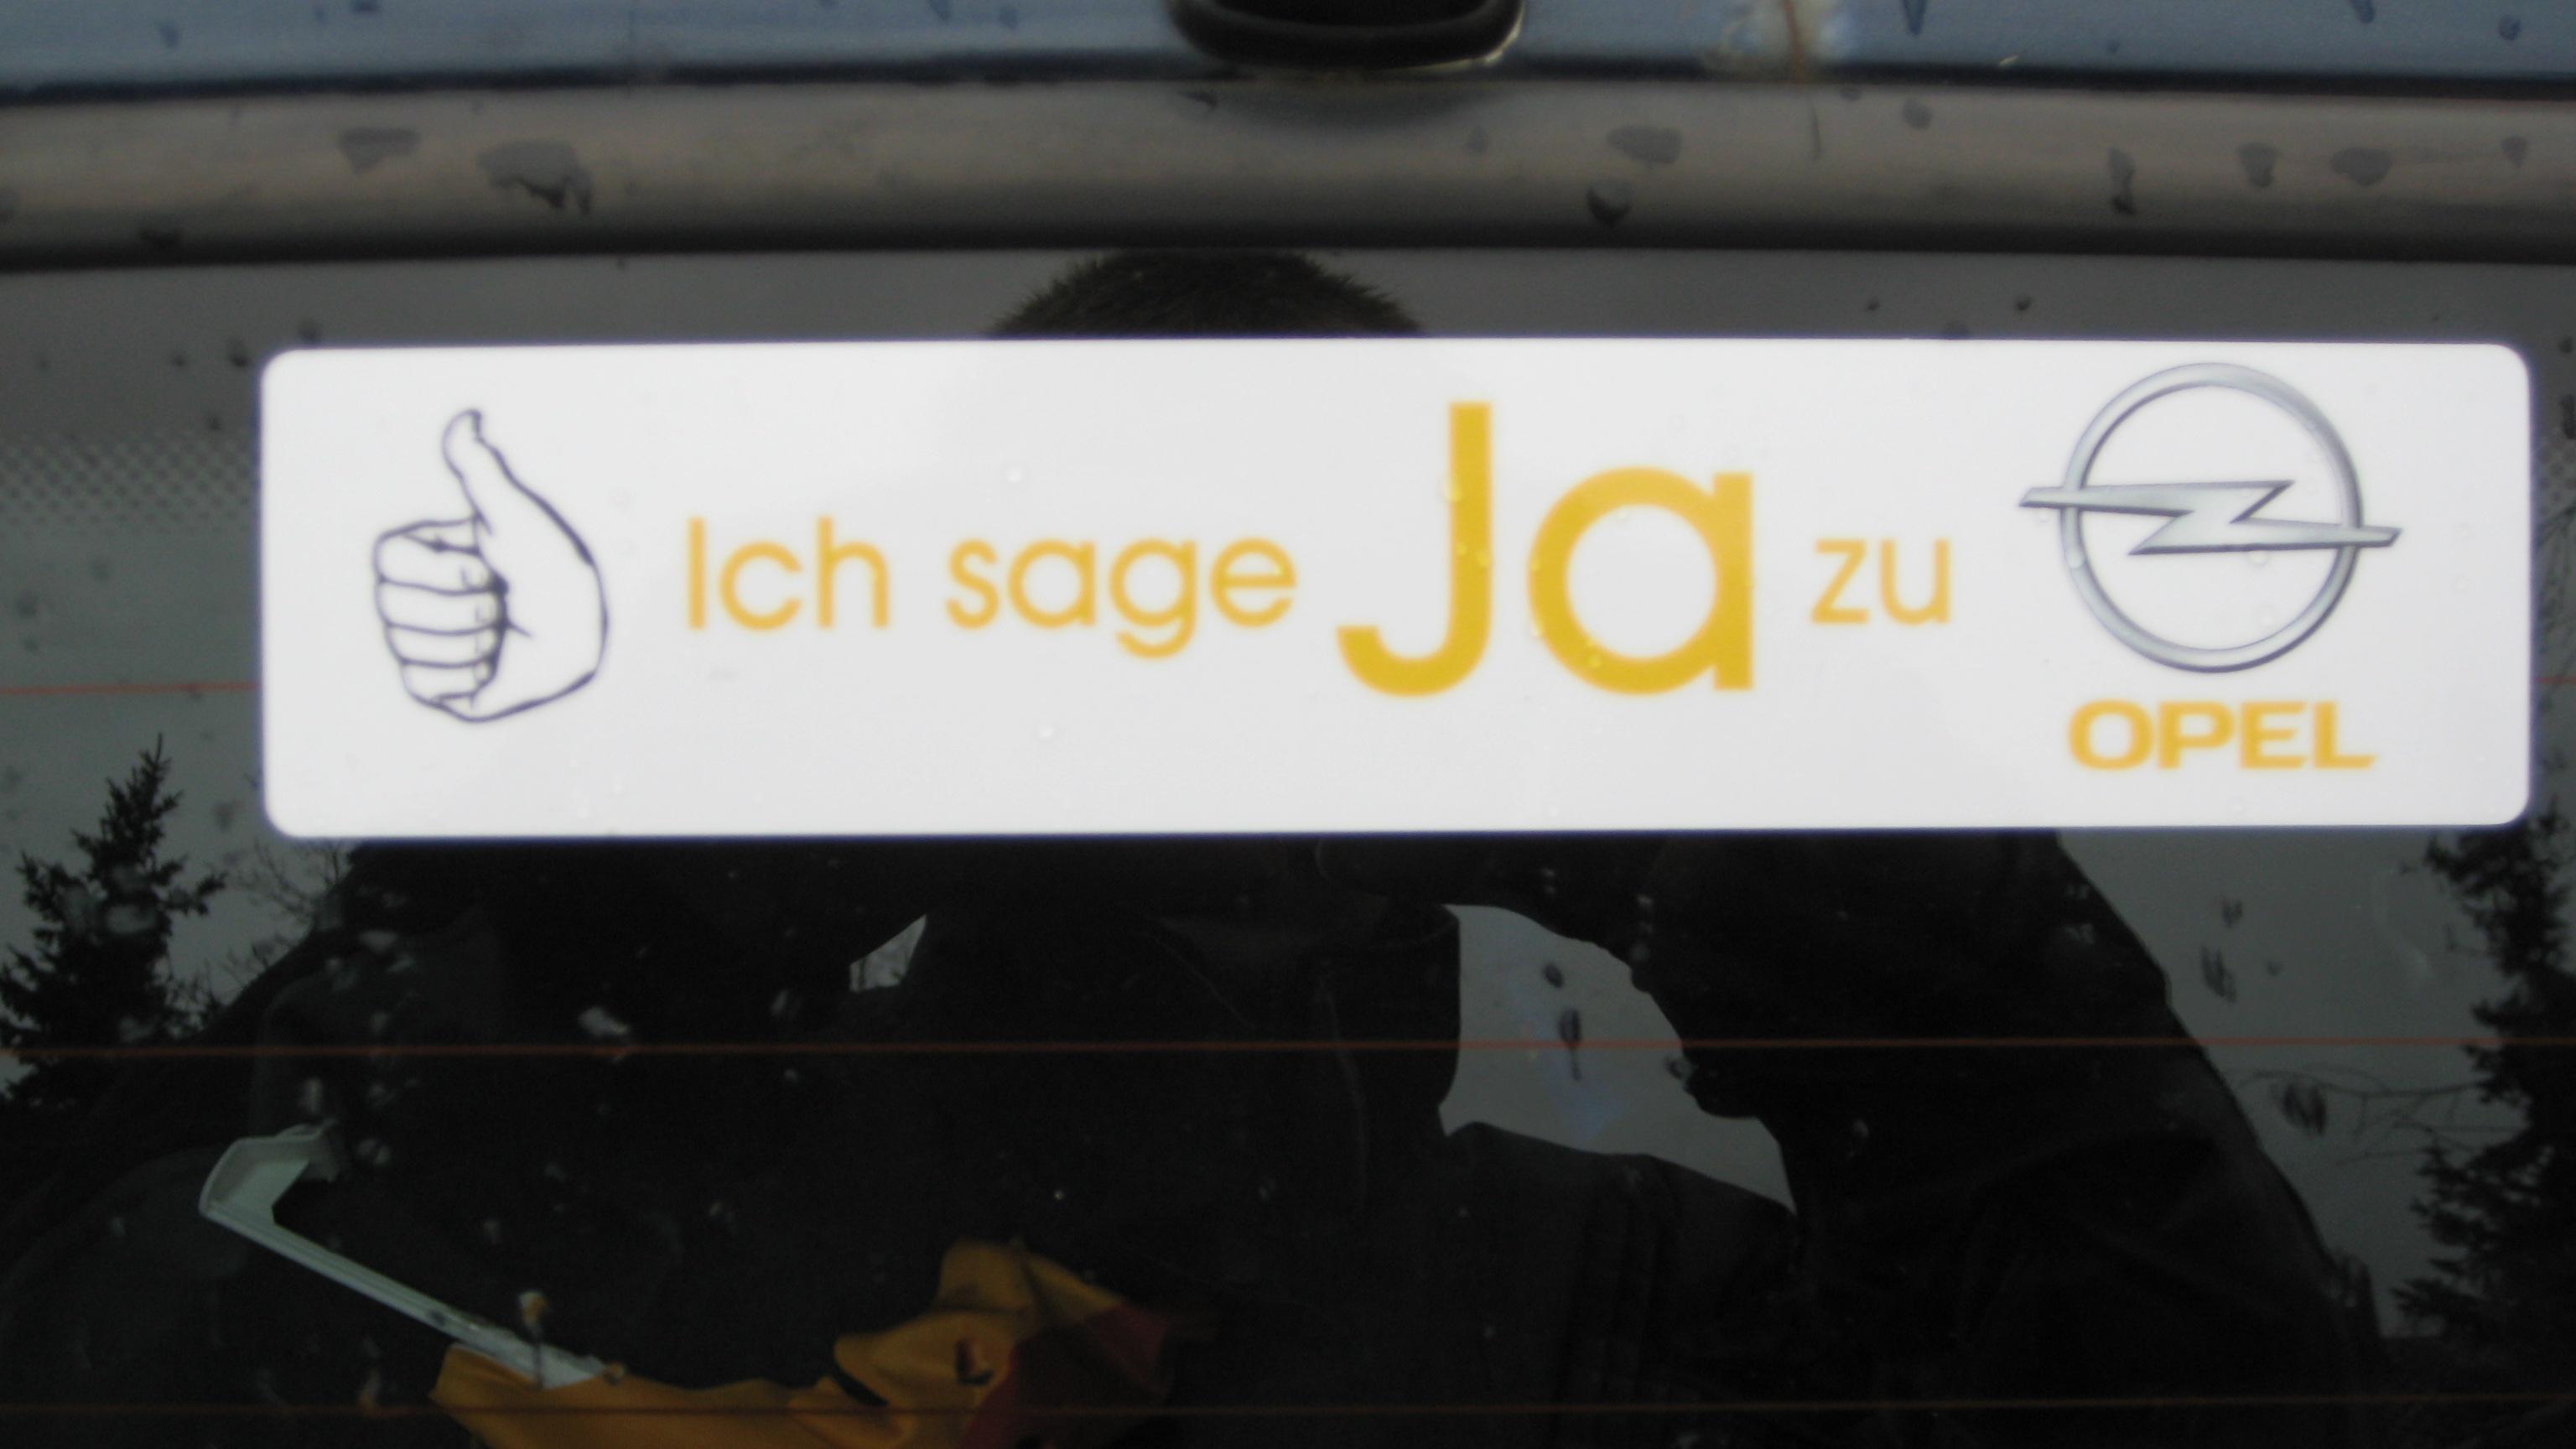 Ich sage Ja zu
OPEL